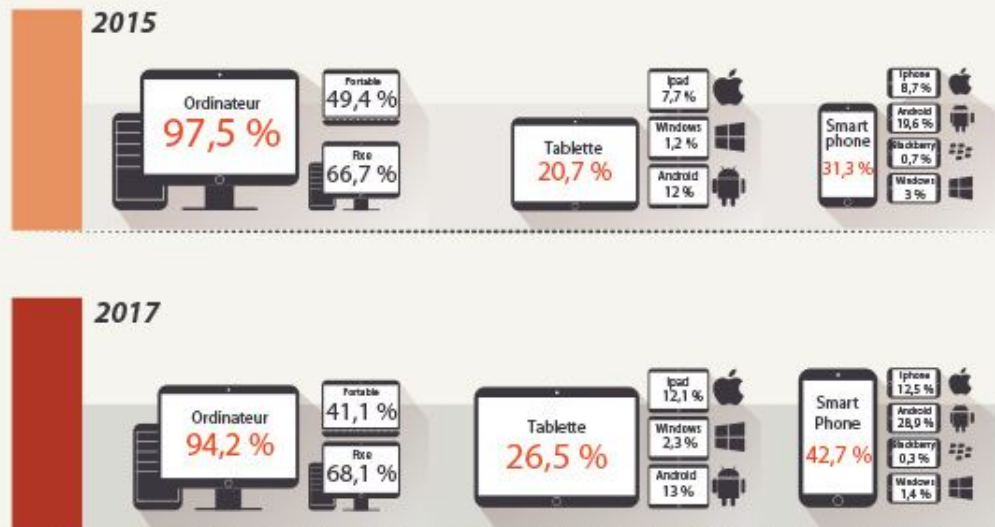 2015
Ordinateur
97,5 %
Portable
49,4 %
Fixe
66,7 %
Tablette
20,7 %
Ipad
7,7 %
Windows
1,2 %
Android
12 %
Smart
phone
31,3 %
Iphone
8,7 %
Android
19,6 %
Blackberry
0,7 %
Windows
3 %
2017
Ordinateur
94,2 %
Portable
41,1 %
Fixe
68,1 %
Tablette
26,5 %
Ipad
12,1 %
Windows
2,3 %
Android
13 %
Smart
Phone
42,7 %
Iphone
12,5 %
Android
28,9 %
Blackberry
0,3 %
Windows
1,4 %